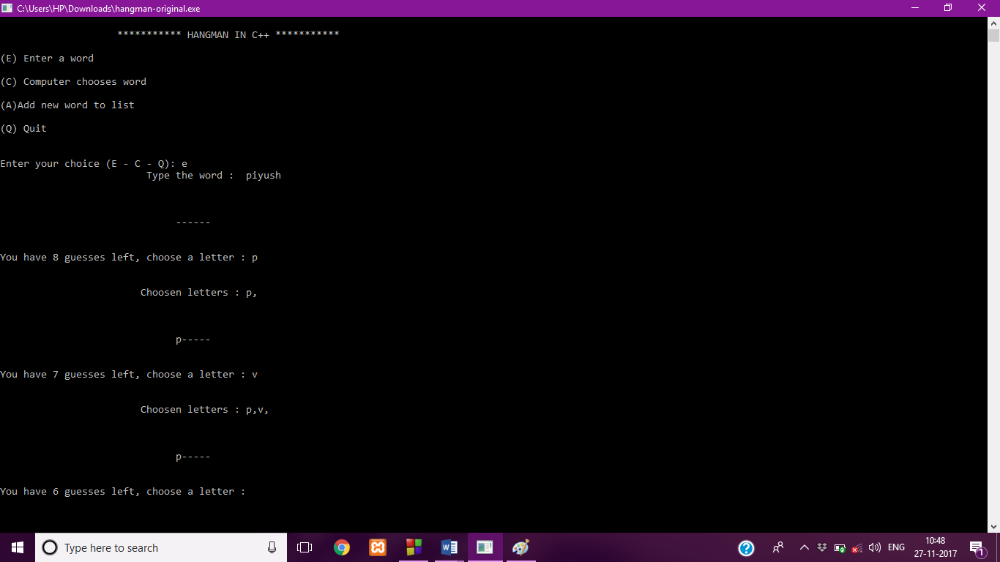 C:\Users\HP\Downloads\hangman-original.exe
*********** HANGMAN IN C++ ***********
(E) Enter a word
(C) Computer chooses word
(A)Add new word to list
(Q) Quit
Enter your choice (E - C - Q): e
Type the word :  piyush
------
You have 8 guesses left, choose a letter : p
Choosen letters : p,
p-----
You have 7 guesses left, choose a letter : v
Choosen letters : p,v,
p-----
You have 6 guesses left, choose a letter :
Type here to search
ENG
10:48
27-11-2017
1